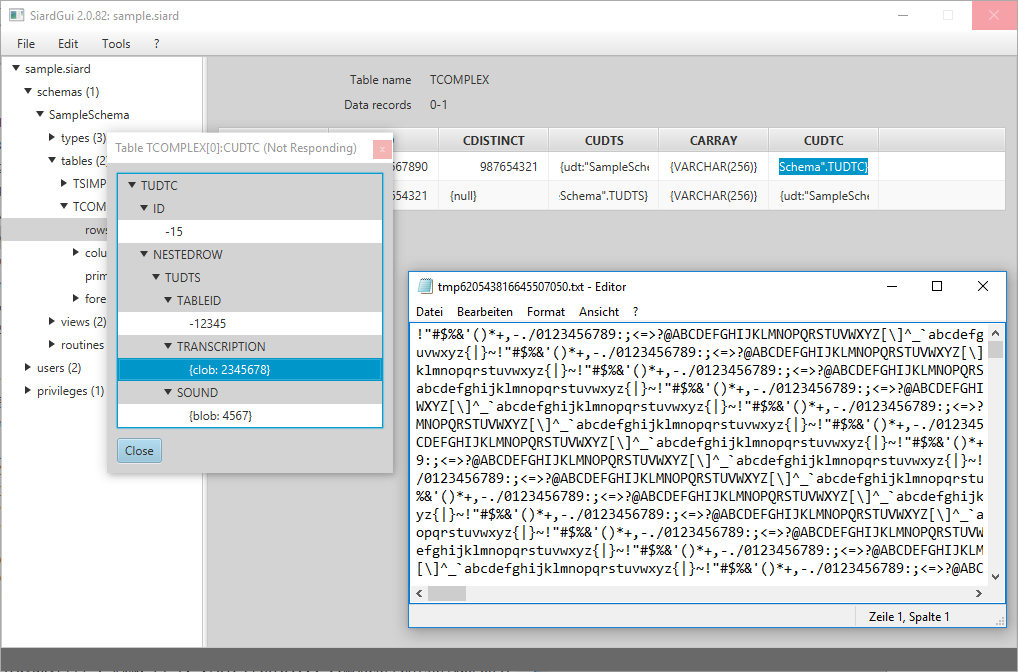 SiardGui 2.0.82: sample.siard
File Edit Tools ?
sample.siard
schemas (1)
SampleSchema
types (3)
tables (2
TSIMP
TCOM
rows
colu
prim
fore
views (2)
routines
users (2)
privileges (1)
Table name TCOMPLEX
Data records 0-1
CDISTINCT CUDTS CARRAY CUDTC
567890 987654321 {udt:"SampleSche {VARCHAR(256)} Schema".TUDTC}
654321 {null} :Schema".TUDTS} {VARCHAR(256)} {udt:"SampleSche
Table TCOMPLEX[0]:CUDTC (Not Responding)
TUDTC
ID
-15
NESTEDROW
TUDTS
TABLEID
-12345
TRANSCRIPTION
{clob: 2345678}
SOUND
{blob: 4567}
Close
tmp620543816645507050.txt - Editor
Datei Bearbeiten Format Ansicht ?
!"#$%&'()*+,-./0123456789:;<=>?@ABCDEFGHIJKLMNOPQRSTUVWXYZ[\]^_`abcdefg
uvwxyz{|}~!"#$%&'()*+,-./0123456789:;<=>?@ABCDEFGHIJKLMNOPQRSTUVWXYZ[\]
klmnopqrstuvwxyz{|}~!"#$%&'()*+,-./0123456789:;<=>?@ABCDEFGHIJKLMNOPQRS
abcdefghijklmnopqrstuvwxyz{|}~!"#$%&'()*+,-./0123456789:;<=>?@ABCDEFGHI
WXYZ[\]^_`abcdefghijklmnopqrstuvwxyz{|}~!"#$%&'()*+,-./0123456789:;<=>?
MNOPQRSTUVWXYZ[\]^_`abcdefghijklmnopqrstuvwxyz{|}~!"#$%&'()*+,-./012345
CDEFGHIJKLMNOPQRSTUVWXYZ[\]^_`abcdefghijklmnopqrstuvwxyz{|}~!"#$%&'()*+
9:;<=>?@ABCDEFGHIJKLMNOPQRSTUVWXYZ[\]^_`abcdefghijklmnopqrstuvwxyz{|}~!
/0123456789:;<=>?@ABCDEFGHIJKLMNOPQRSTUVWXYZ[\]^_`abcdefghijklmnopqrstu
%&'()*+,-./0123456789:;<=>?@ABCDEFGHIJKLMNOPQRSTUVWXYZ[\]^_`abcdefghijk
yz{|}~!"#$%&'()*+,-./0123456789:;<=>?@ABCDEFGHIJKLMNOPQRSTUVWXYZ[\]^_`a
opqrstuvwxyz{|}~!"#$%&'()*+,-./0123456789:;<=>?@ABCDEFGHIJKLMNOPQRSTUVW
efghijklmnopqrstuvwxyz{|}~!"#$%&'()*+,-./0123456789:;<=>?@ABCDEFGHIJKLM
[\]^_`abcdefghijklmnopqrstuvwxyz{|}~!"#$%&'()*+,-./0123456789:;<=>?@ABC
Zeile 1, Spalte 1